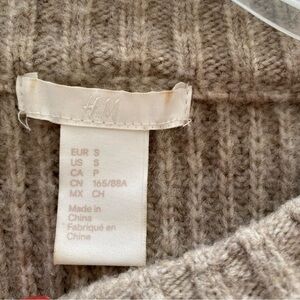 H&M
EUR S
US S
CA P
CN 165/88A
MX CH
Made in
China
Fabriqué en
Chine